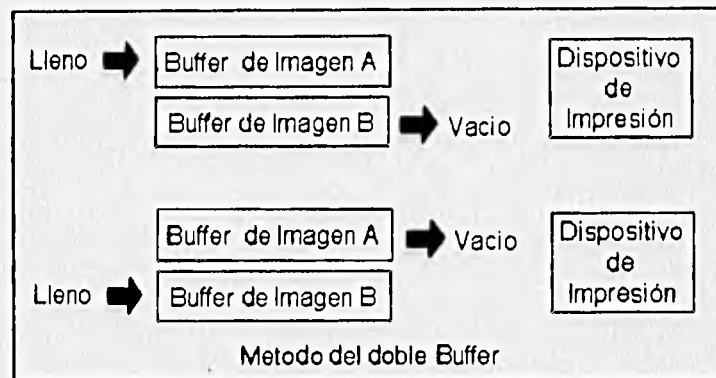 Lleno
Buffer de Imagen A
Buffer de Imagen B
Vacio
Dispositivo
de
Impresión
Buffer de Imagen A
Vacio
Lleno
Buffer de Imagen B
Dispositivo
de
Impresión
Metodo del doble Buffer